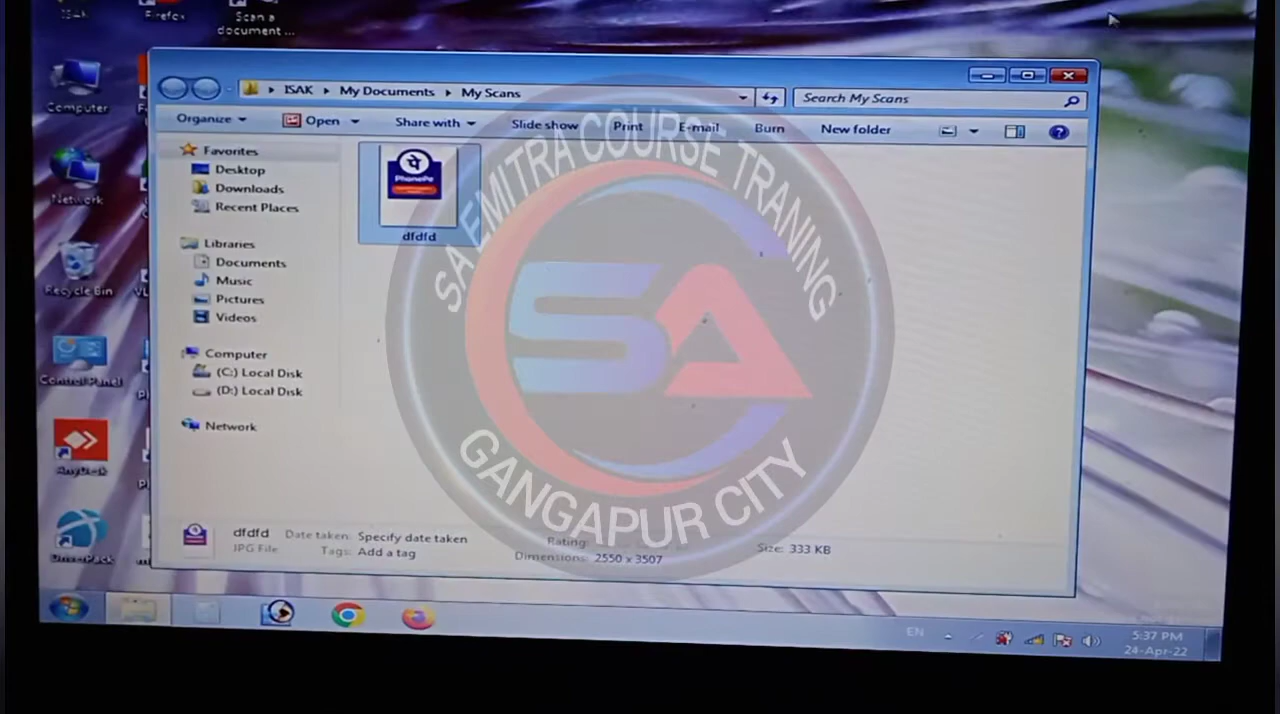 ISAK
Firefox
Scan a
document ...
Computer
Network
Recycle Bin
Control Panel
AnyDesk
DriverPack
ISAK
My Documents
My Scans
Search My Scans
Organize
Open
Share with
Slide show
Print
E-mail
Burn
New folder
Favorites
Desktop
Downloads
Recent Places
Libraries
Documents
Music
Pictures
Videos
Computer
(C:) Local Disk
(D:) Local Disk
Network
पे
PhonePe
dfdfd
SA EMITRA COURSE TRANING
SA
GANGAPUR CITY
dfdfd
JPG File
Date taken: Specify date taken
Tags: Add a tag
Rating:
Dimensions: 2550 x 3507
Size: 333 KB
EN
5:37 PM
24-Apr-22